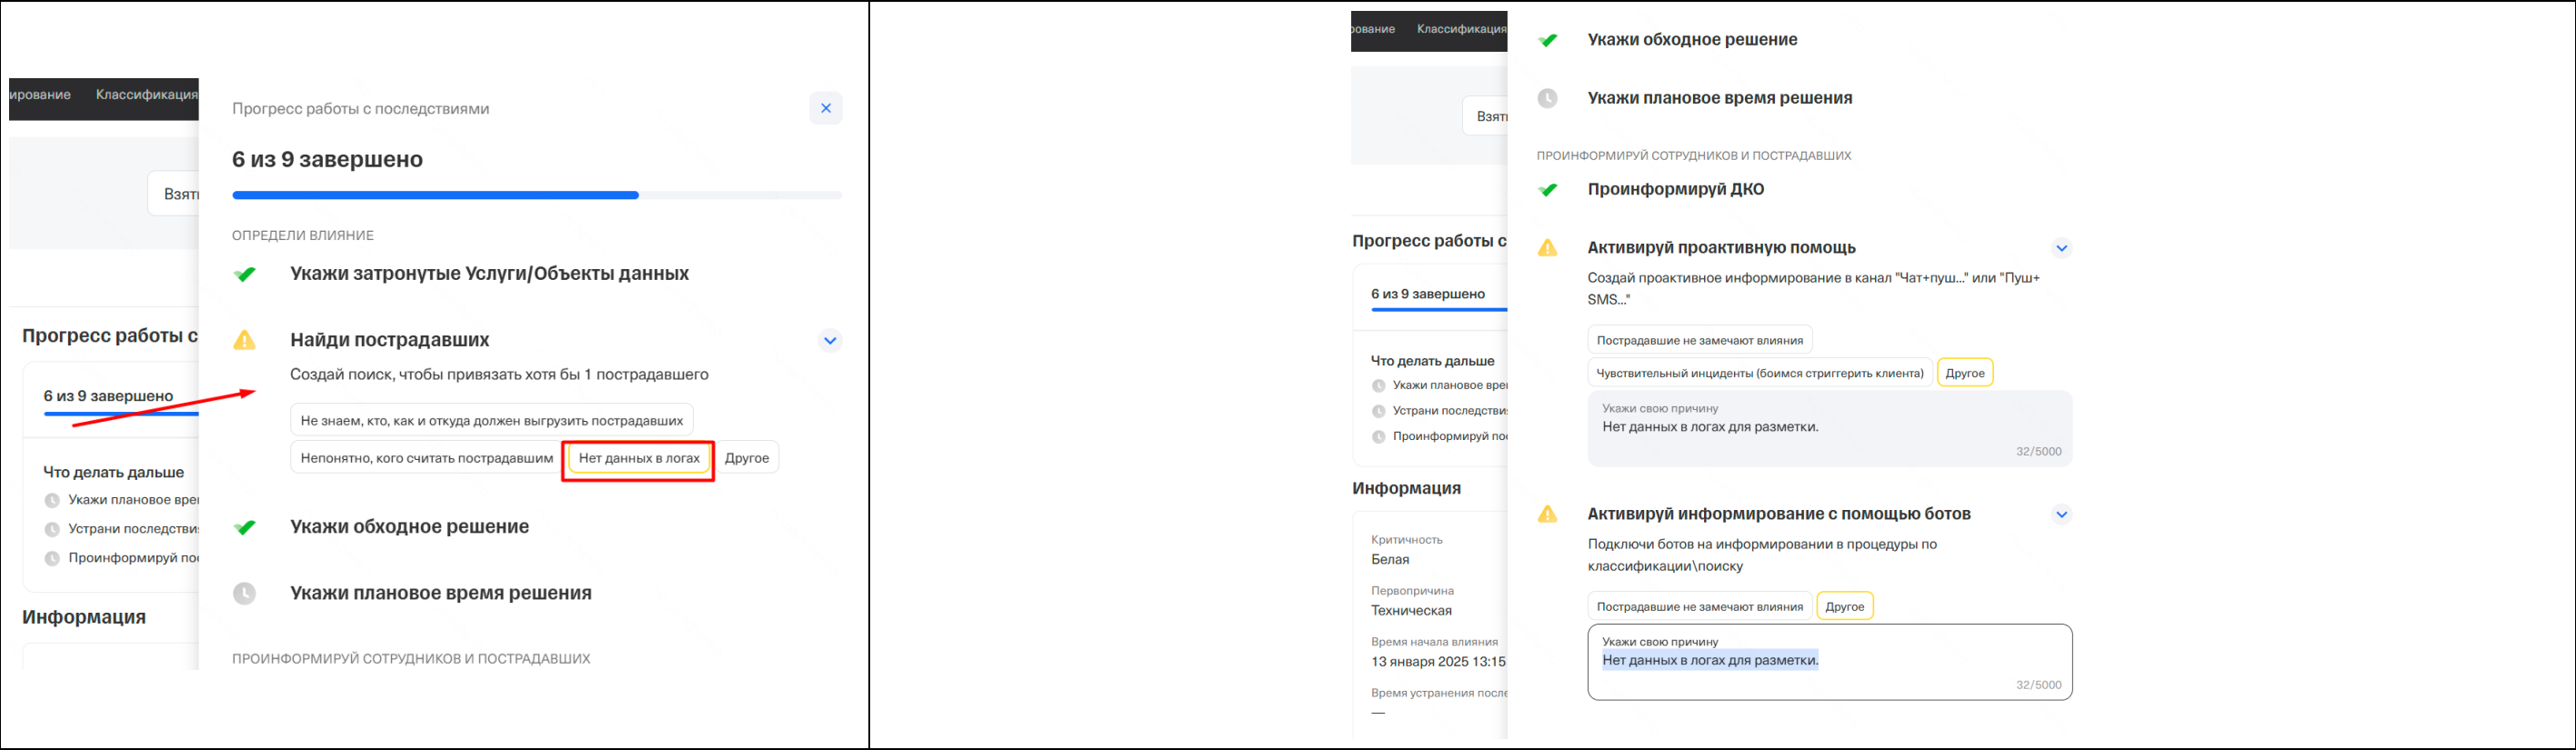 ирование Классификация
Взять
Прогресс работы с
6 из 9 завершено
Что делать дальше
Укажи плановое вре
Устрани последстви
Проинформируй по
Информация
Прогресс работы с последствиями
6 из 9 завершено
ОПРЕДЕЛИ ВЛИЯНИЕ
Укажи затронутые Услуги/Объекты данных
Найди пострадавших
Создай поиск, чтобы привязать хотя бы 1 пострадавшего
Не знаем, кто, как и откуда должен выгрузить пострадавших
Непонятно, кого считать пострадавшим Нет данных в логах Другое
Укажи обходное решение
Укажи плановое время решения
ПРОИНФОРМИРУЙ СОТРУДНИКОВ И ПОСТРАДАВШИХ
рование Классификация
Взять
Прогресс работы с
6 из 9 завершено
Что делать дальше
Укажи плановое вре
Устрани последстви
Проинформируй по
Информация
Критичность
Белая
Первопричина
Техническая
Время начала влияния
13 января 2025 13:15
Время устранения после
—
Укажи обходное решение
Укажи плановое время решения
ПРОИНФОРМИРУЙ СОТРУДНИКОВ И ПОСТРАДАВШИХ
Проинформируй ДКО
Активируй проактивную помощь
Создай проактивное информирование в канал "Чат+пуш..." или "Пуш+
SMS..."
Пострадавшие не замечают влияния
Чувствительный инциденты (боимся стриггерить клиента) Другое
Укажи свою причину
Нет данных в логах для разметки.
32/5000
Активируй информирование с помощью ботов
Подключи ботов на информировании в процедуры по
классификации\поиску
Пострадавшие не замечают влияния Другое
Укажи свою причину
Нет данных в логах для разметки.
32/5000